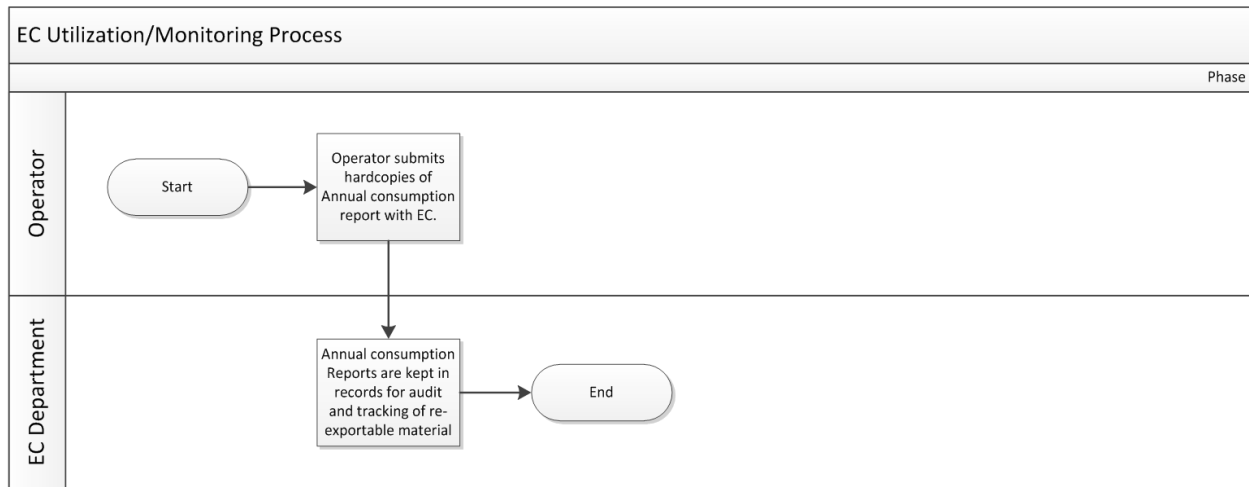 EC Utilization/Monitoring Process
Phase
Operator
Start
Operator submits
hardcopies of
Annual consumption
report with EC.
EC Department
Annual consumption
Reports are kept in
records for audit
and tracking of re-
exportable material
End